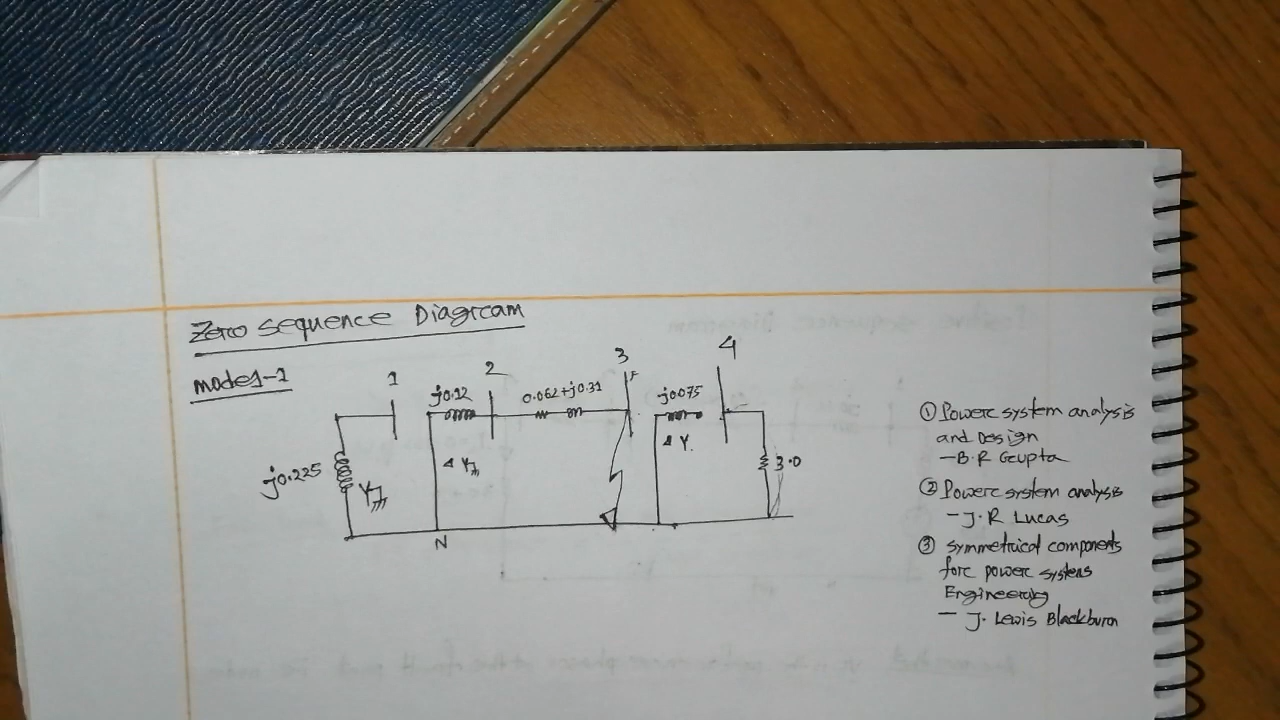 Zero sequence Diagram
mode1-1
1
2
3
4
F
j0.12
0.062+j0.31
j0075
j0.225
Y
Δ Y
Δ Y.
3.0
N
① Power system analysis
and Design
- B.R Gupta
② Power system analysis
- J.R Lucas
③ symmetrical components
for power systems
Engineering
- J. Lewis Blackburn